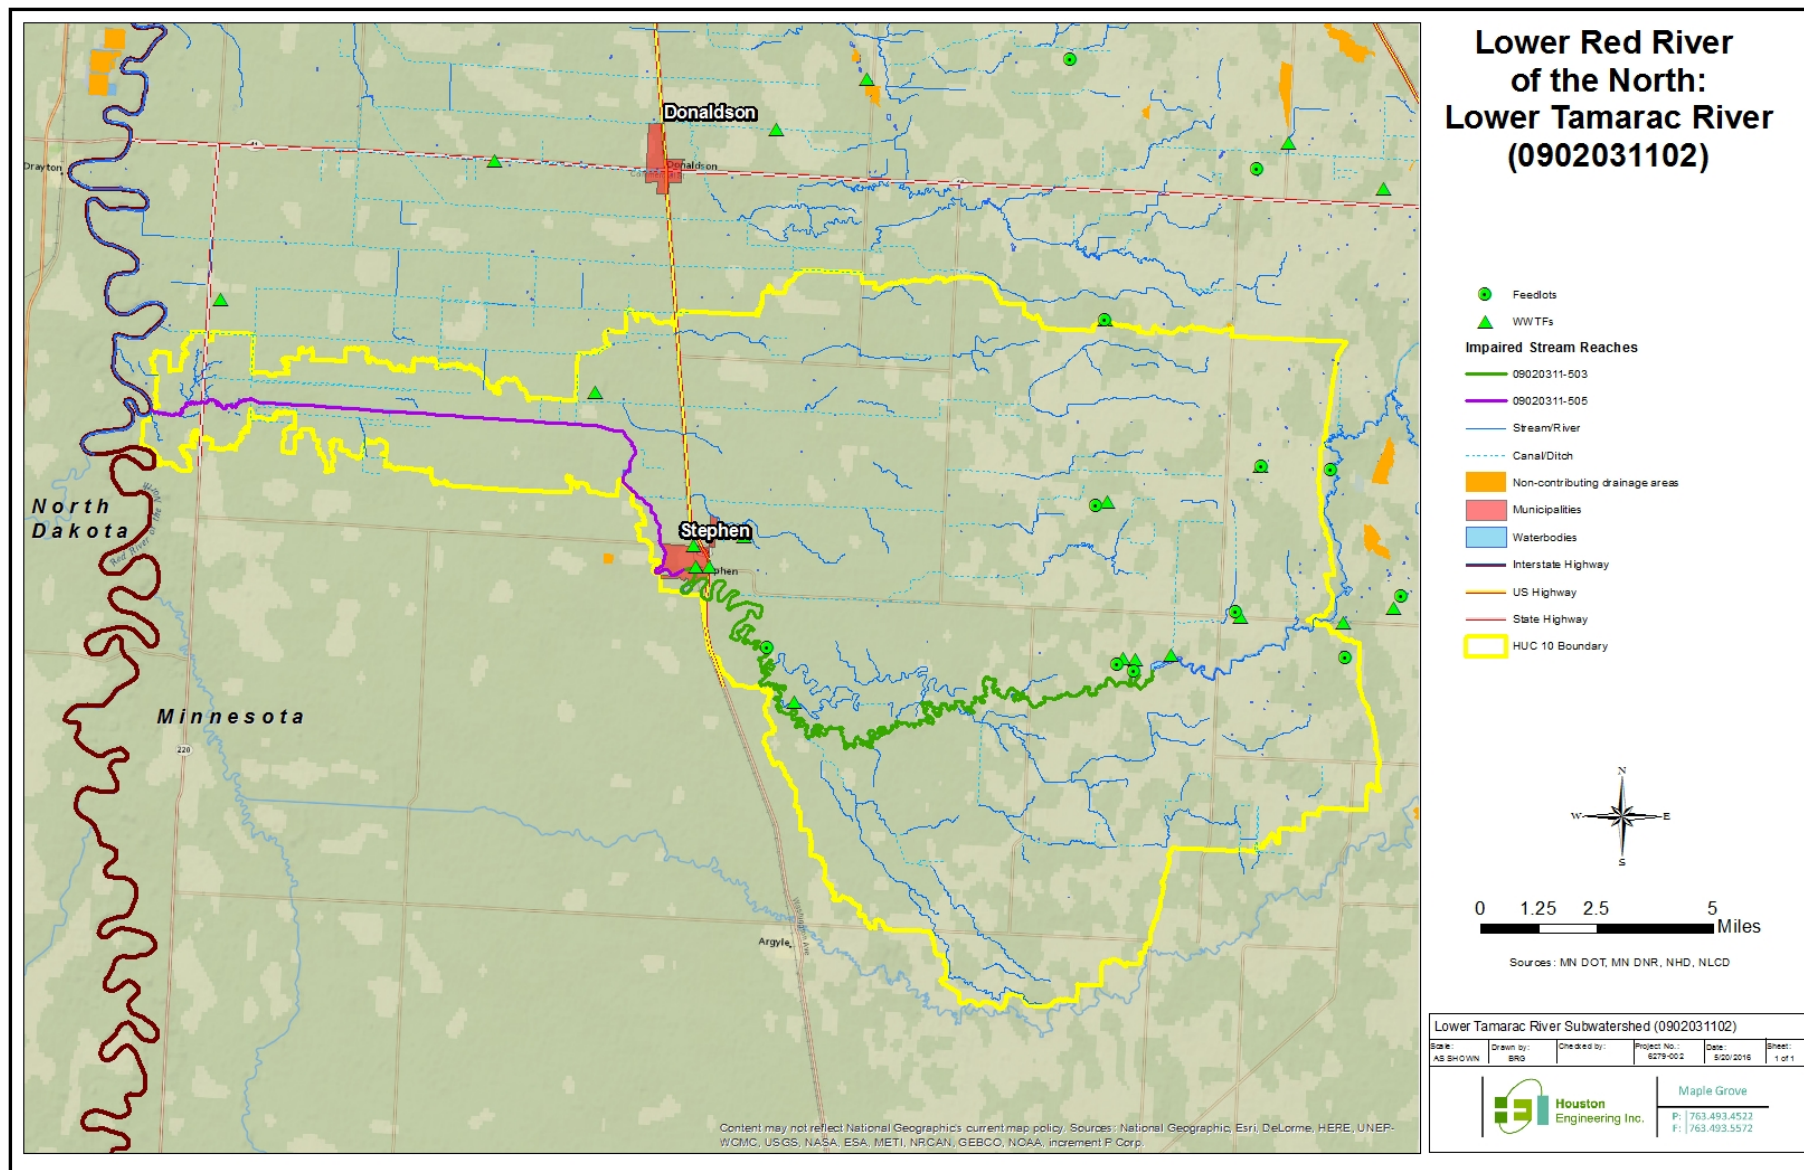 Lower Red River
of the North:
Lower Tamarac River
(0902031102)
Donaldson
Donaldson
Drayton
North
Dakota
Stephen
Minnesota
220
Washington Ave
Argyle
Feedlots
WWTFs
Impaired Stream Reaches
09020311-503
09020311-505
Stream/River
Canal/Ditch
Non-contributing drainage areas
Municipalities
Waterbodies
Interstate Highway
US Highway
State Highway
HUC 10 Boundary
N
W E
S
0 1.25 2.5 5
Miles
Sources: MN DOT, MN DNR, NHD, NLCD
Content may not reflect National Geographic's current map policy. Sources: National Geographic, Esri, DeLorme, HERE, UNEP-
WCMC, USGS, NASA, ESA, METI, NRCAN, GEBCO, NOAA, increment P Corp.
Lower Tamarac River Subwatershed (0902031102)
Scale: Drawn by: Checked by: Project No.: Date: Sheet:
AS SHOWN BRG 6279-002 5/20/2016 1 of 1
Houston
Engineering Inc.
Maple Grove
P: 763.493.4522
F: 763.493.5572